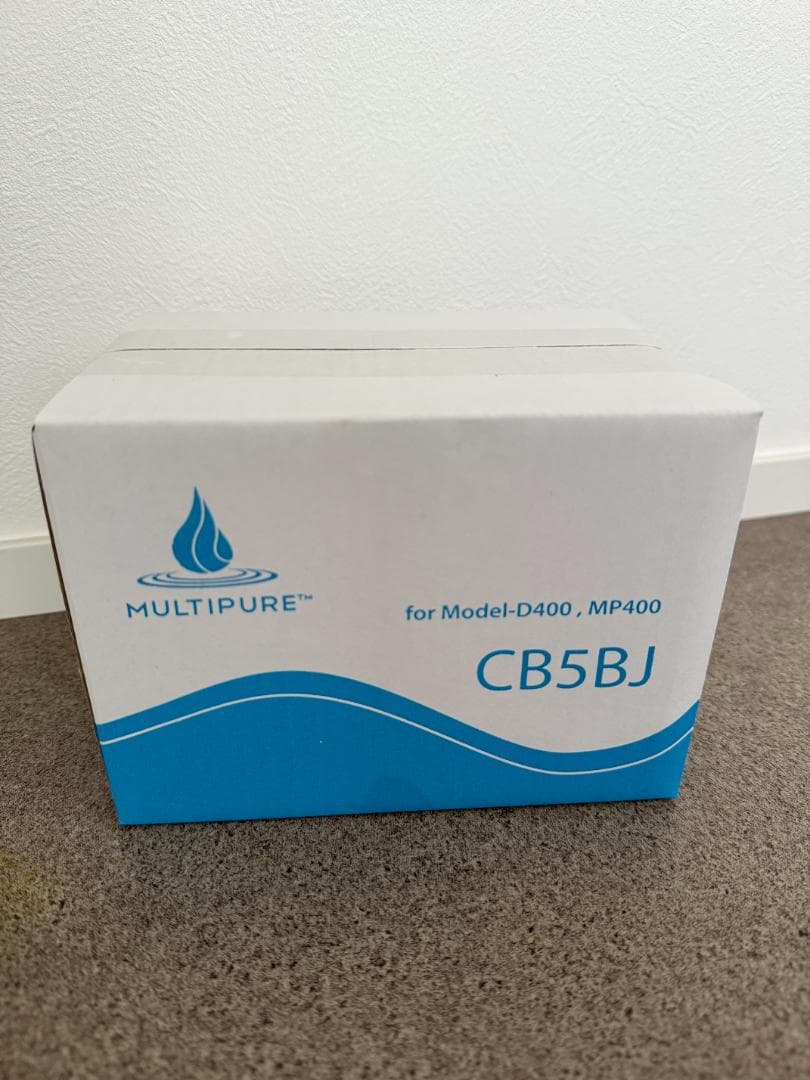 MULTIPURE™
for Model-D400 , MP400
CB5BJ